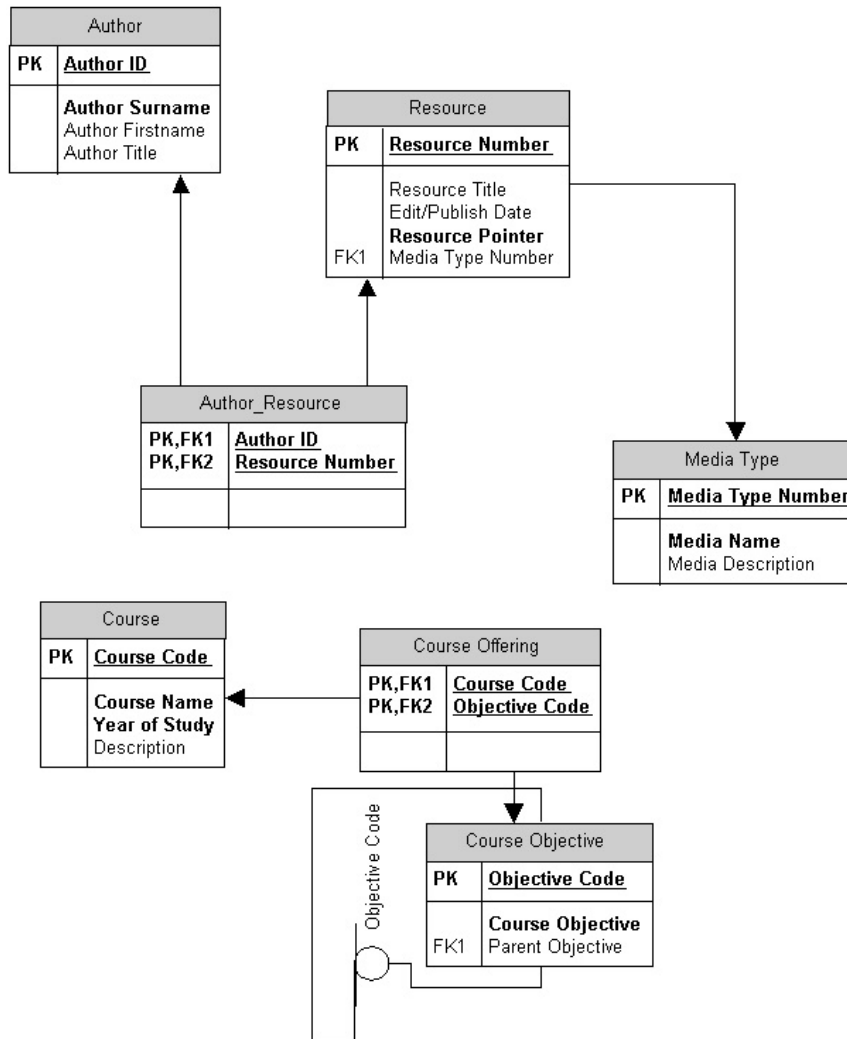 Author
PK Author ID
Author Surname
Author Firstname
Author Title
Resource
PK Resource Number
Resource Title
Edit/Publish Date
Resource Pointer
FK1 Media Type Number
Author_Resource
PK,FK1 Author ID
PK,FK2 Resource Number
Media Type
PK Media Type Number
Media Name
Media Description
Course
PK Course Code
Course Name
Year of Study
Description
Course Offering
PK,FK1 Course Code
PK,FK2 Objective Code
Objective Code
Course Objective
PK Objective Code
Course Objective
FK1 Parent Objective